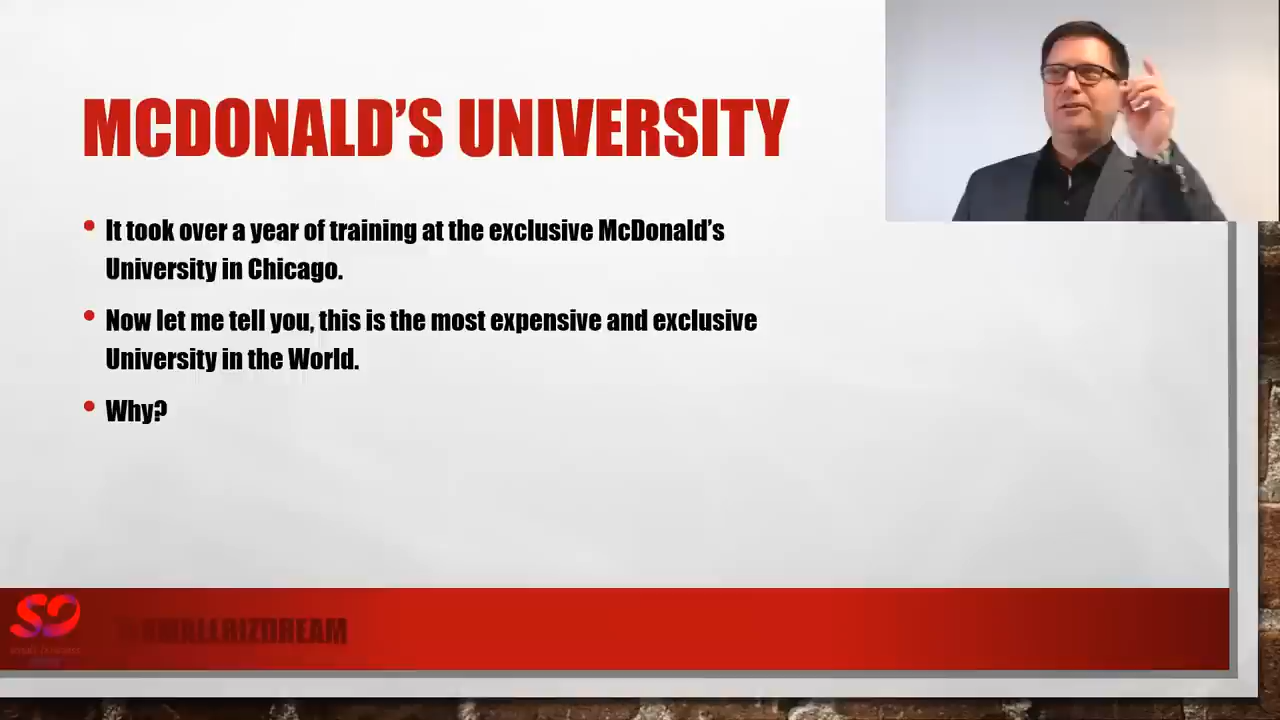 MCDONALD’S UNIVERSITY
• It took over a year of training at the exclusive McDonald’s
University in Chicago.
• Now let me tell you, this is the most expensive and exclusive
University in the World.
• Why?
SMALLBIZDREAM